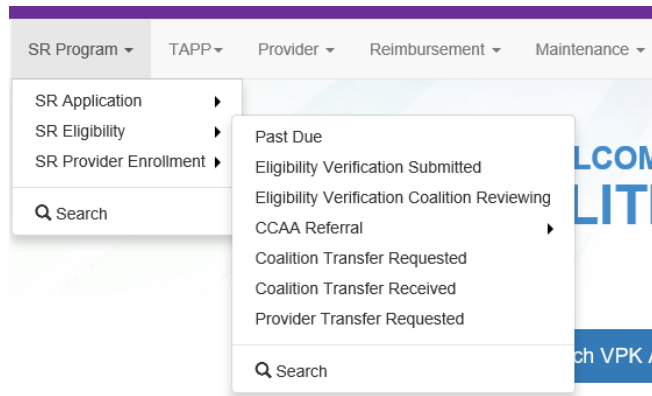 SR Program TAPP Provider Reimbursement Maintenance
SR Application
SR Eligibility
SR Provider Enrollment
Search
Past Due
Eligibility Verification Submitted
Eligibility Verification Coalition Reviewing
CCAA Referral
Coalition Transfer Requested
Coalition Transfer Received
Provider Transfer Requested
Search
VPK